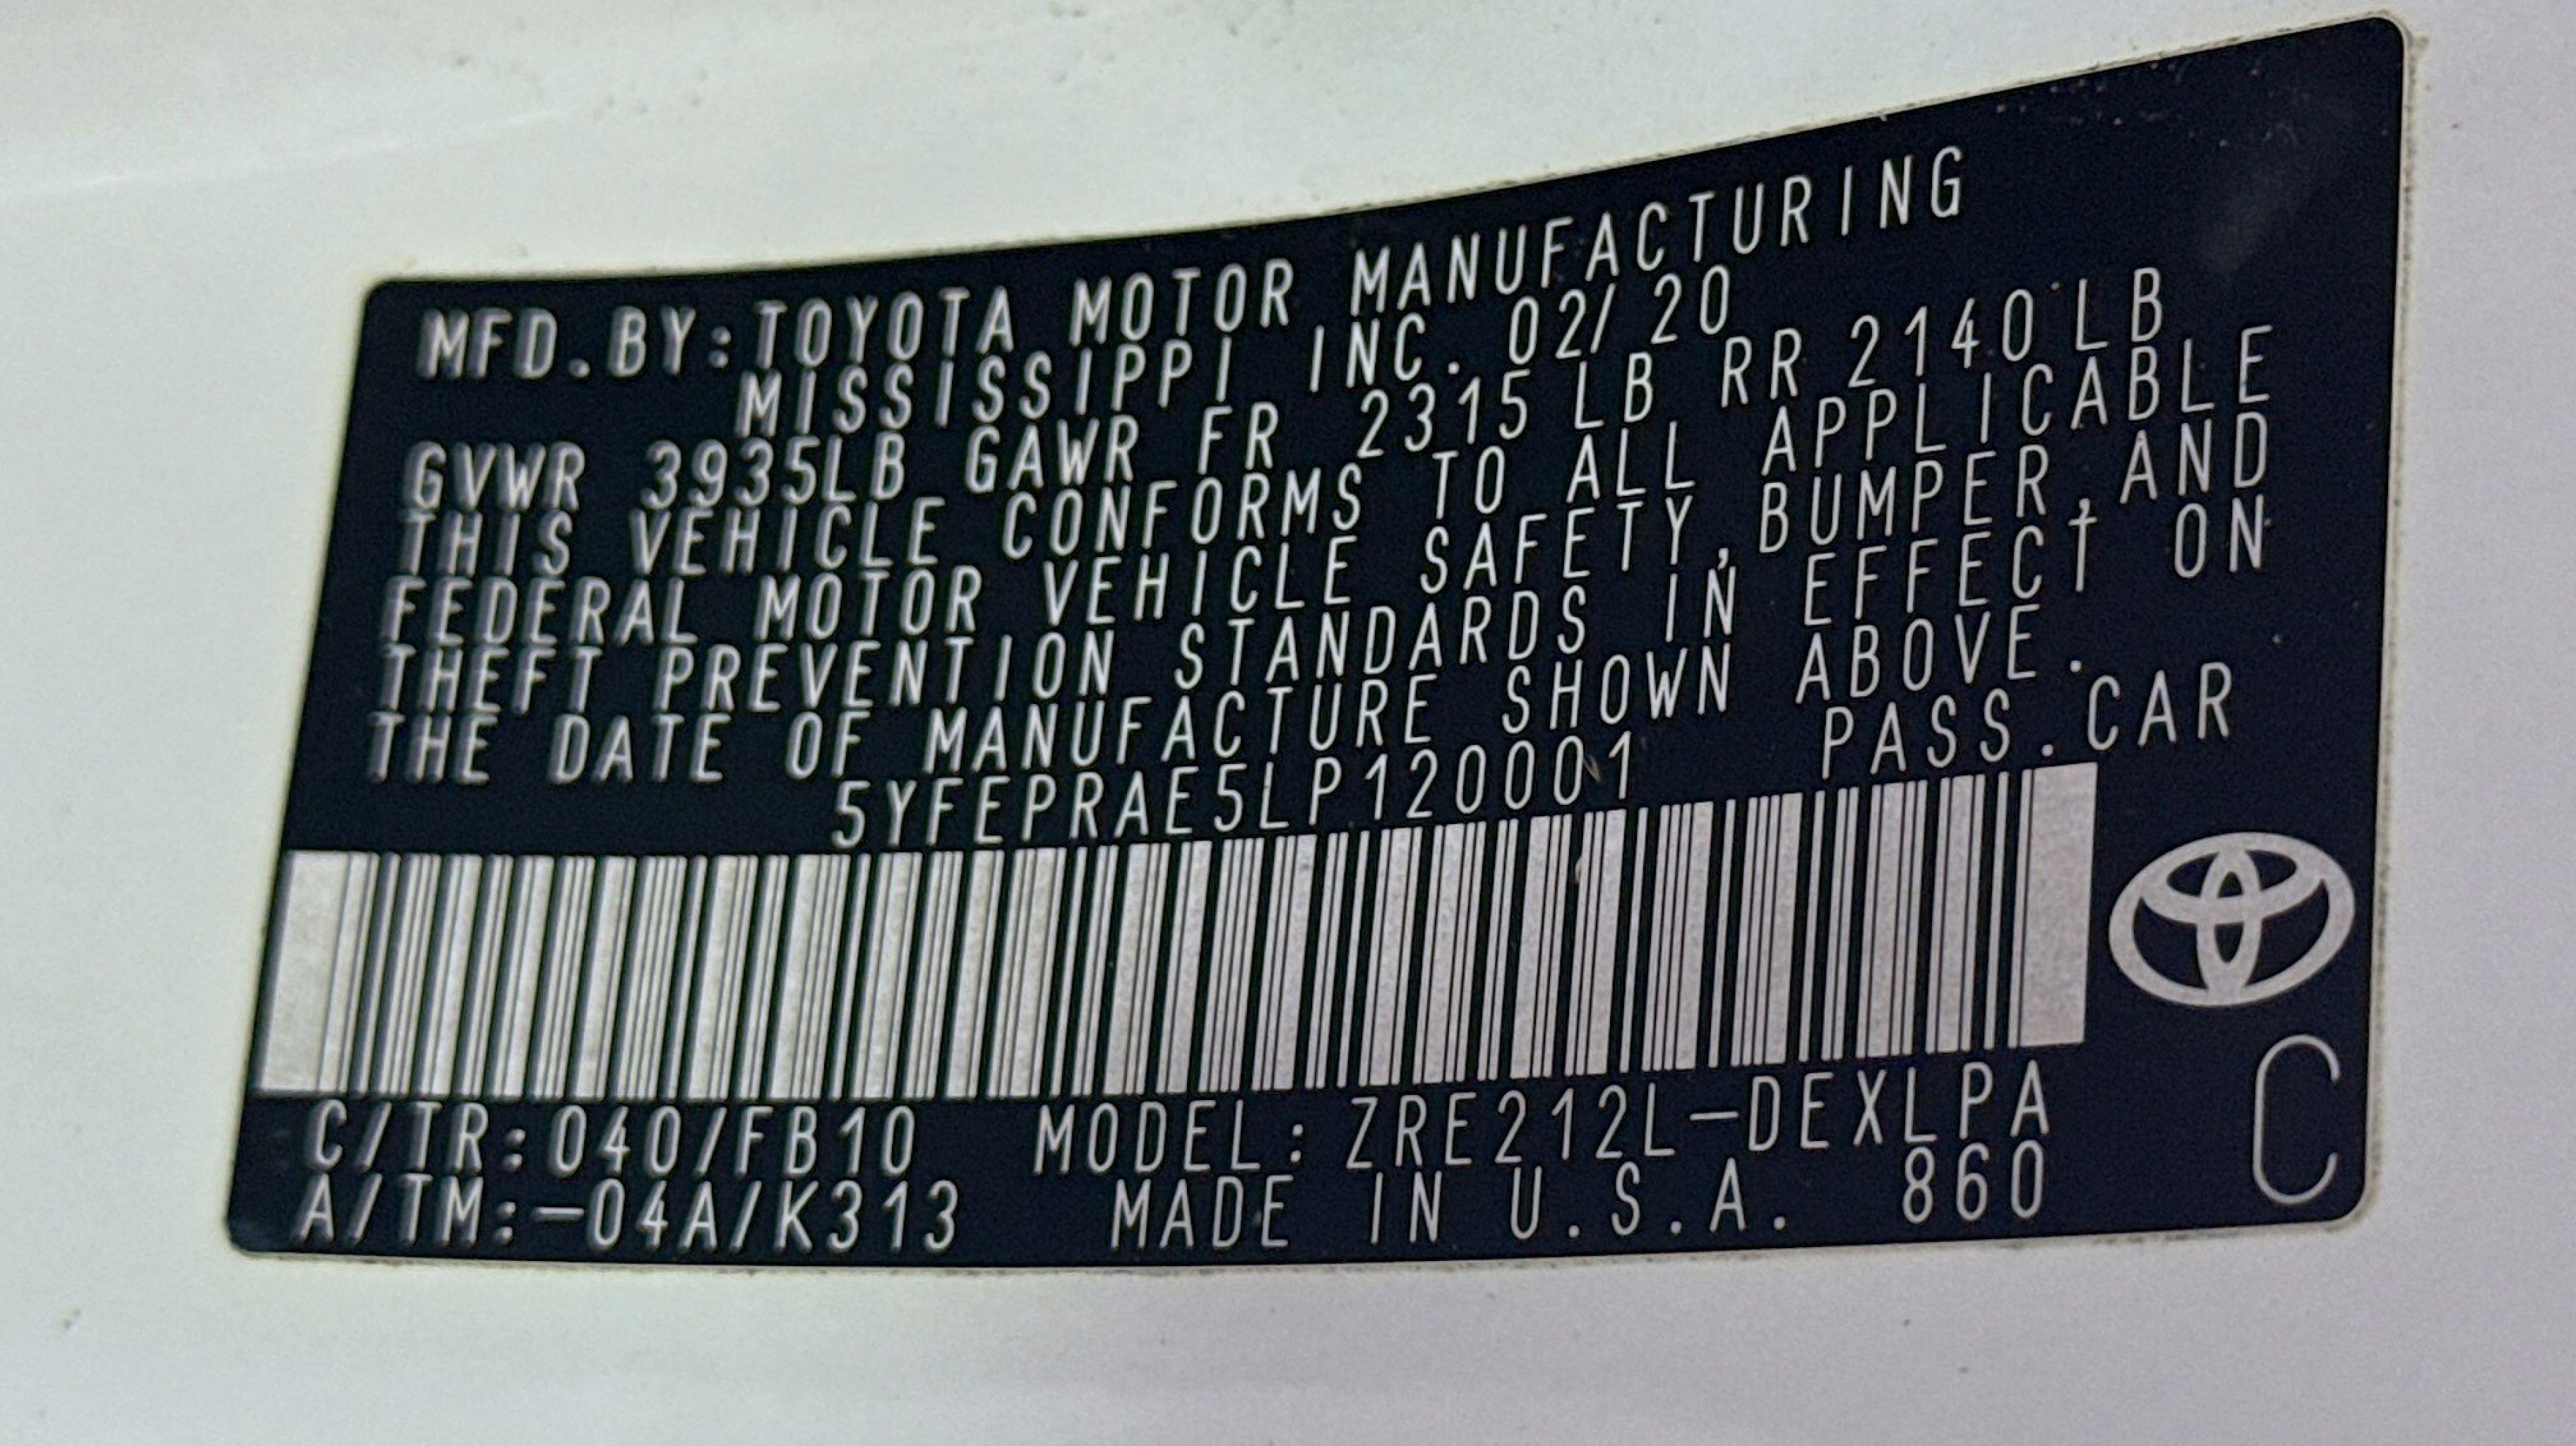 MFD.BY:TOYOTA MOTOR MANUFACTURING
MISSISSIPPI INC. 02/20
GVWR 3935LB GAWR FR 2315LB RR 2140LB
THIS VEHICLE CONFORMS TO ALL APPLICABLE
FEDERAL MOTOR VEHICLE SAFETY,BUMPER,AND
THEFT PREVENTION STANDARDS IN EFFECT ON
THE DATE OF MANUFACTURE SHOWN ABOVE.
5YFEPRAE5LP120001 PASS.CAR
C/TR:040/FB10 MODEL:ZRE212L-DEXLPA
A/TM:-04A/K313 MADE IN U.S.A. 860
C